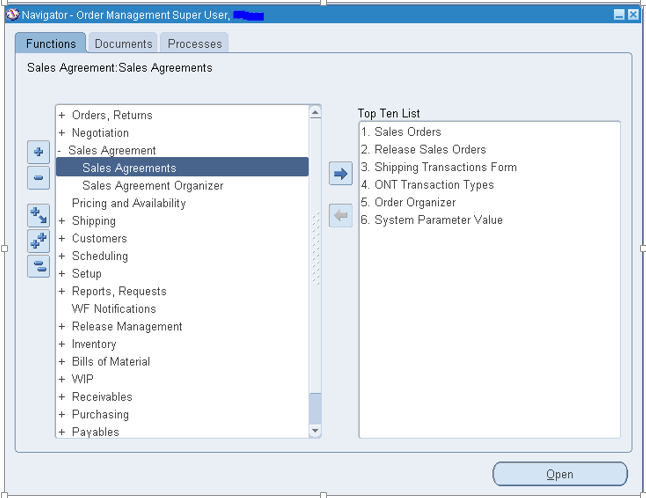 Navigator - Order Management Super User,
Functions Documents Processes
Sales Agreement:Sales Agreements
+ Orders, Returns
+ Negotiation
- Sales Agreement
Sales Agreements
Sales Agreement Organizer
Pricing and Availability
+ Shipping
+ Customers
+ Scheduling
+ Setup
+ Reports, Requests
WF Notifications
+ Release Management
+ Inventory
+ Bills of Material
+ WIP
+ Receivables
+ Purchasing
+ Payables
Top Ten List
1. Sales Orders
2. Release Sales Orders
3. Shipping Transactions Form
4. ONT Transaction Types
5. Order Organizer
6. System Parameter Value
Open